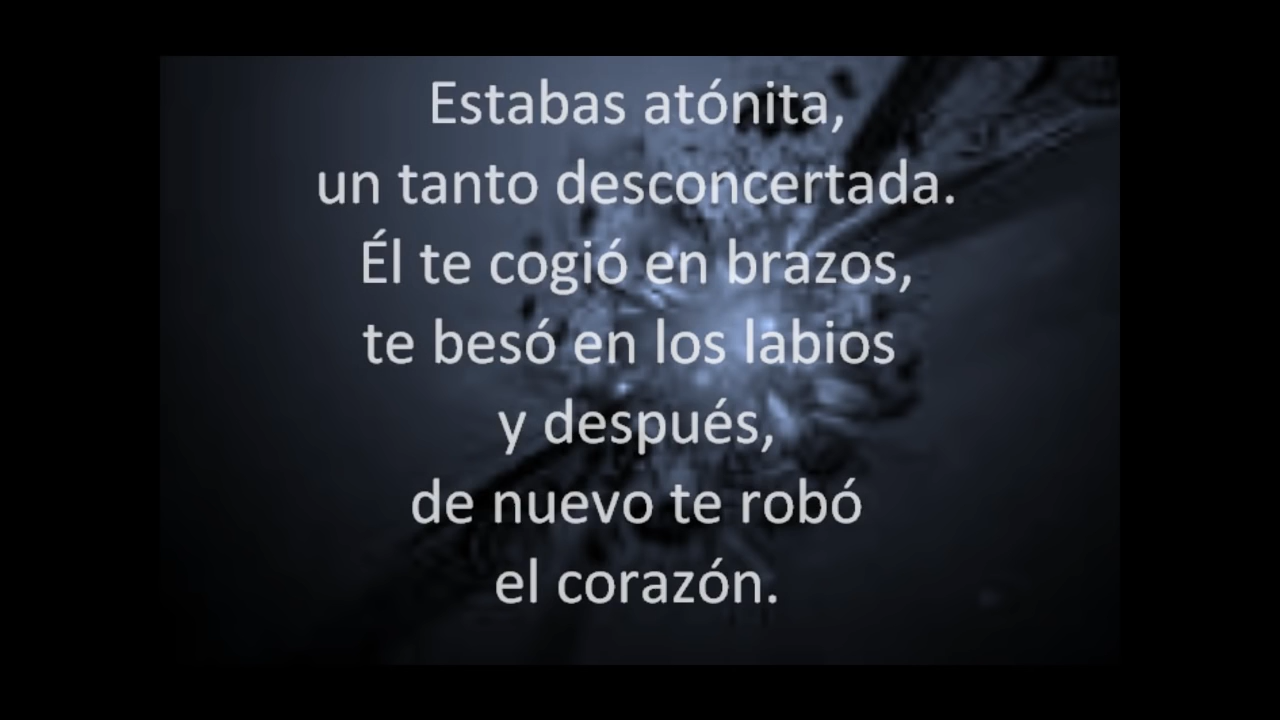 Estabas atónita,
un tanto desconcertada.
Él te cogió en brazos,
te besó en los labios
y después,
de nuevo te robó
el corazón.